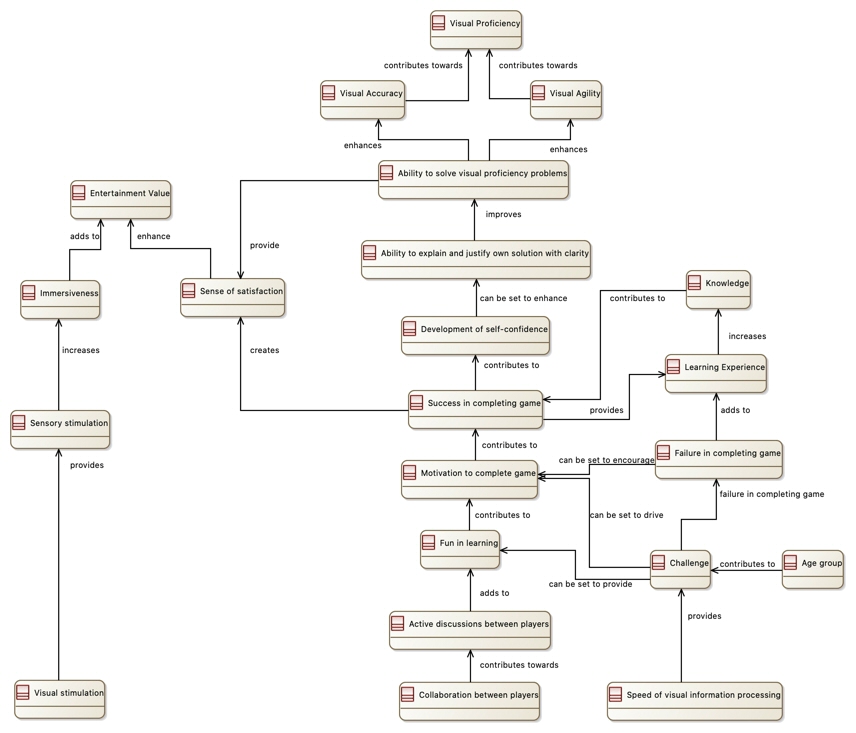 Visual Proficiency
contributes towards
contributes towards
Visual Accuracy
Visual Agility
enhances
enhances
Ability to solve visual proficiency problems
Entertainment Value
improves
adds to
enhance
provide
Ability to explain and justify own solution with clarity
Immersiveness
Sense of satisfaction
Knowledge
can be set to enhance
contributes to
Development of self-confidence
increases
increases
creates
contributes to
Learning Experience
Success in completing game
provides
adds to
Sensory stimulation
contributes to
Failure in completing game
can be set to encourage
provides
Motivation to complete game
failure in completing game
contributes to
can be set to drive
Fun in learning
Challenge
contributes to
Age group
can be set to provide
adds to
provides
Active discussions between players
contributes towards
Visual stimulation
Collaboration between players
Speed of visual information processing